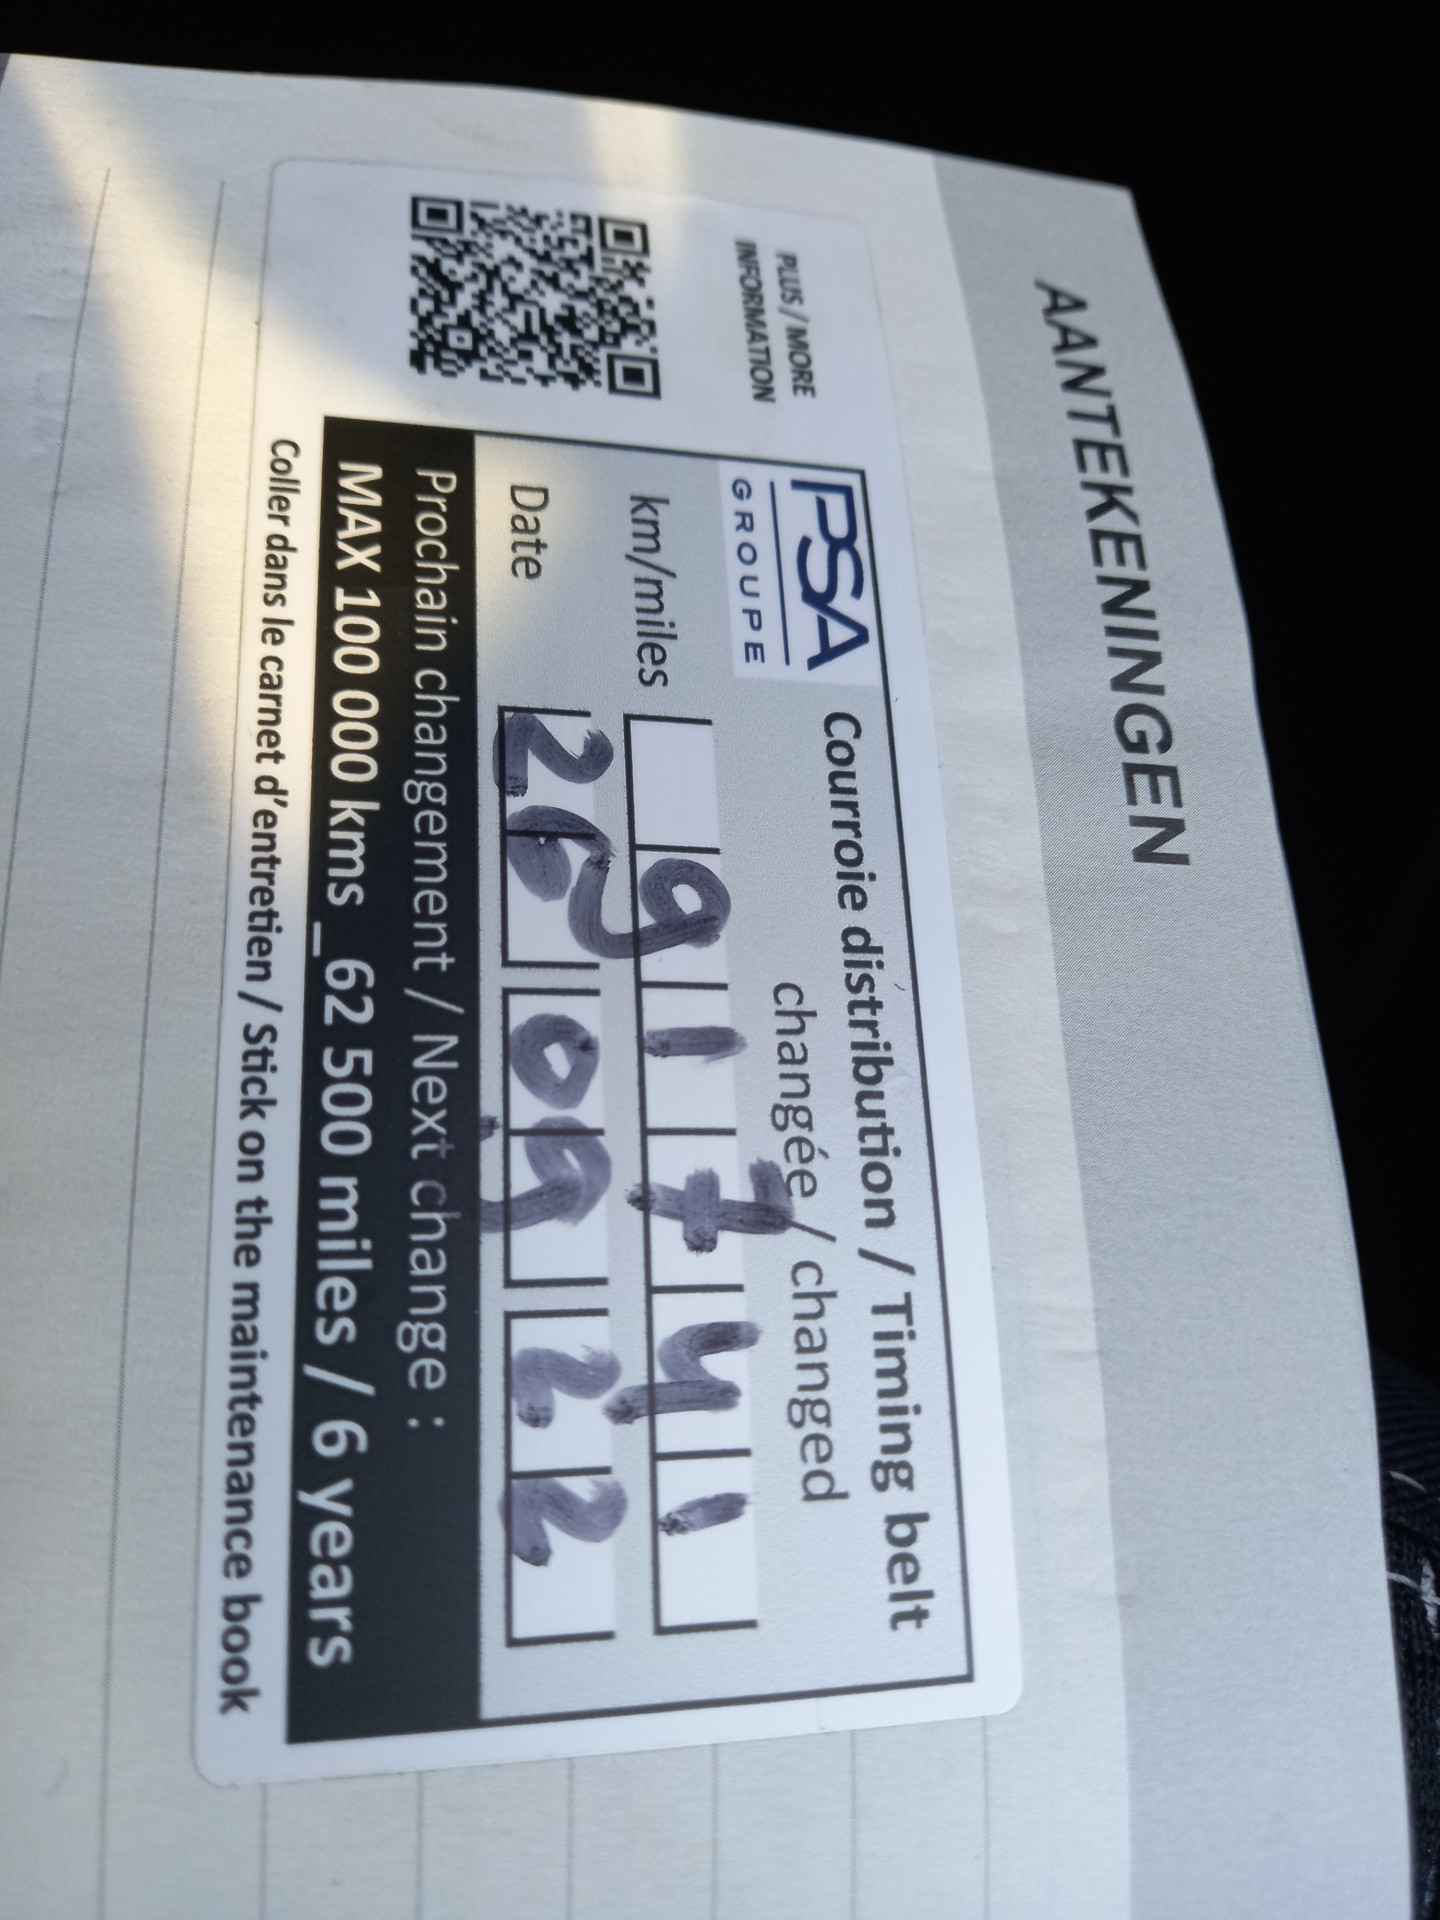 AANTEKENINGEN
PLUS / MORE
INFORMATION
PSA
GROUPE
Courroie distribution / Timing belt
changée / changed
km/miles 91741
Date 26 09 22
Prochain changement / Next change :
MAX 100 000 kms_62 500 miles / 6 years
Coller dans le carnet d'entretien / Stick on the maintenance book